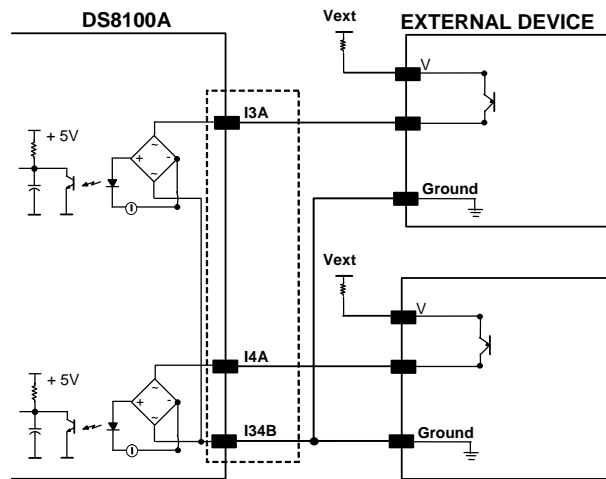 DS8100A
Vext
EXTERNAL DEVICE
V
I3A
+ 5V
+
-
~
~
I
Ground
Vext
V
I4A
+ 5V
+
-
~
~
I
I34B
Ground